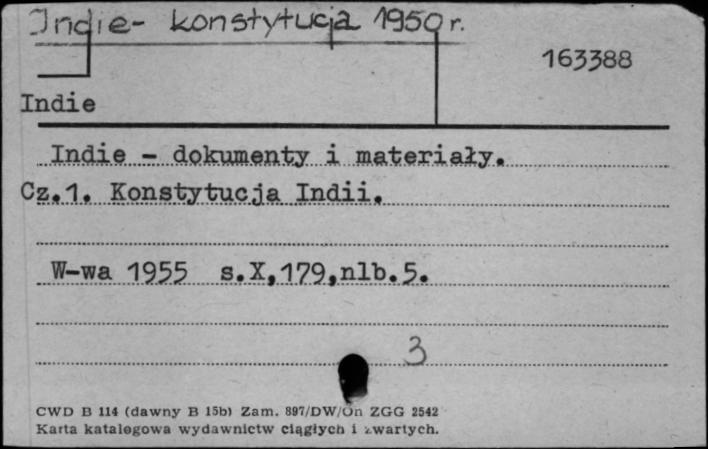 Indie- konstytucja 1950 r.
163388
Indie
Indie - dokumenty i materiały.
Cz.1. Konstytucja Indii.
W-wa 1955 s.X,179,nlb.5.
3
CWD B 114 (dawny B 15b) Zam. 897/DW/On ZGG 2542
Karta katalogowa wydawnictw ciągłych i zwartych.